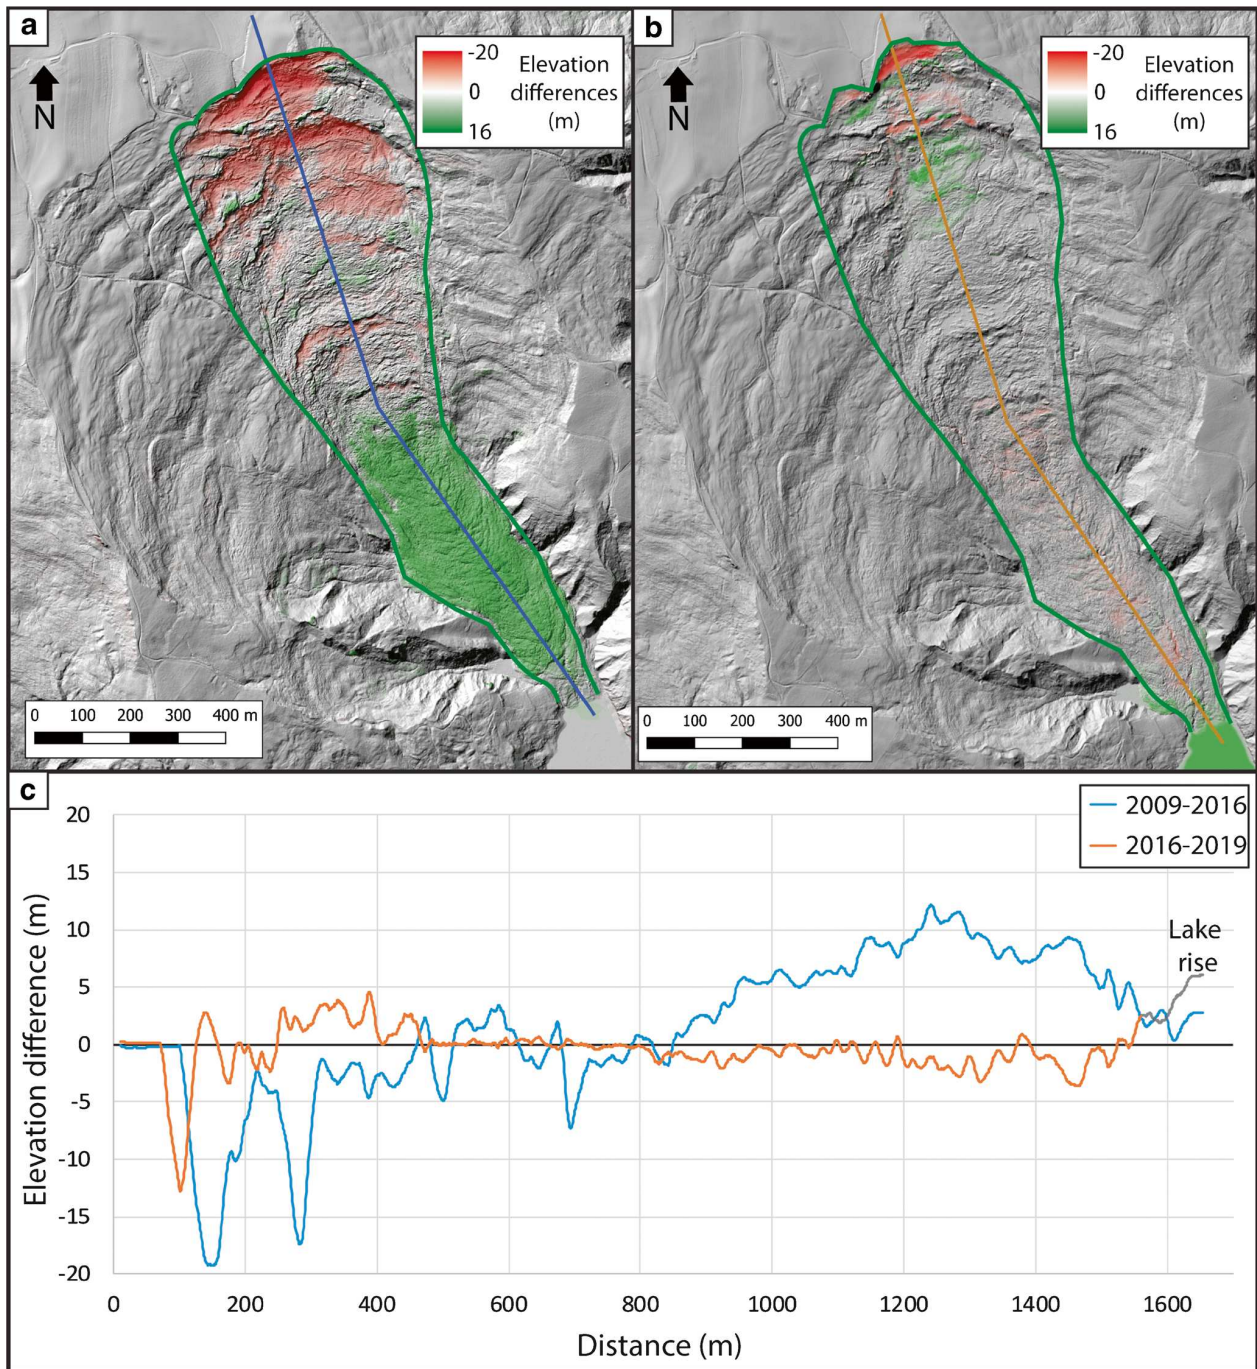 a
N
-20
0
16
Elevation
differences
(m)
0 100 200 300 400 m
b
N
-20
0
16
Elevation
differences
(m)
0 100 200 300 400 m
c
2009-2016
2016-2019
Lake
rise
Elevation difference (m)
20
15
10
5
0
-5
-10
-15
-20
0 200 400 600 800 1000 1200 1400 1600
Distance (m)